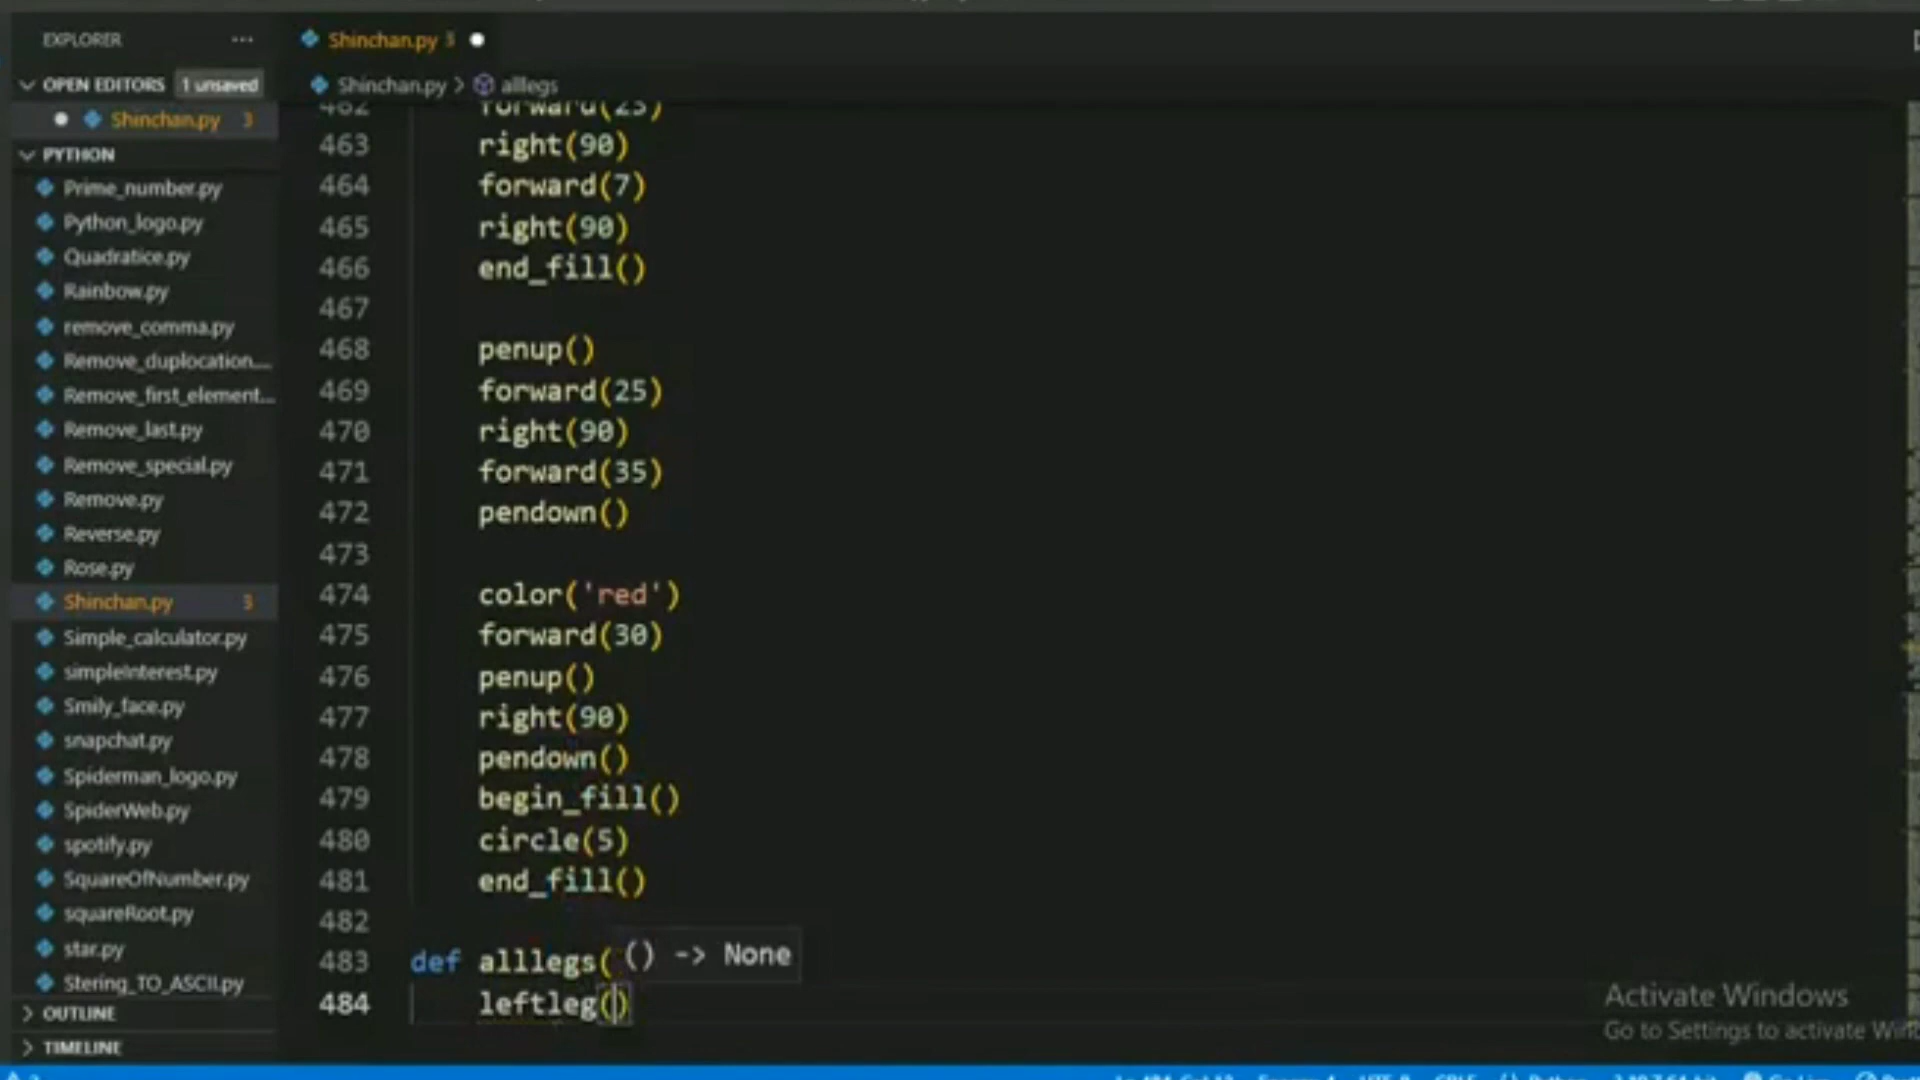 EXPLORER ···
Shinchan.py 3
OPEN EDITORS 1 unsaved
Shinchan.py > alllegs
Shinchan.py 3
PYTHON
Prime_number.py
Python_logo.py
Quadratice.py
Rainbow.py
remove_comma.py
Remove_duplocation....
Remove_first_element...
Remove_last.py
Remove_special.py
Remove.py
Reverse.py
Rose.py
Shinchan.py 3
Simple_calculator.py
simpleInterest.py
Smily_face.py
snapchat.py
Spiderman_logo.py
SpiderWeb.py
spotify.py
SquareOfNumber.py
squareRoot.py
star.py
Stering_TO_ASCII.py
OUTLINE
TIMELINE
462 forward(25)
463 right(90)
464 forward(7)
465 right(90)
466 end_fill()
467
468 penup()
469 forward(25)
470 right(90)
471 forward(35)
472 pendown()
473
474 color('red')
475 forward(30)
476 penup()
477 right(90)
478 pendown()
479 begin_fill()
480 circle(5)
481 end_fill()
482
483 def alllegs( () -> None
484 leftleg()
Activate Windows
Go to Settings to activate Win